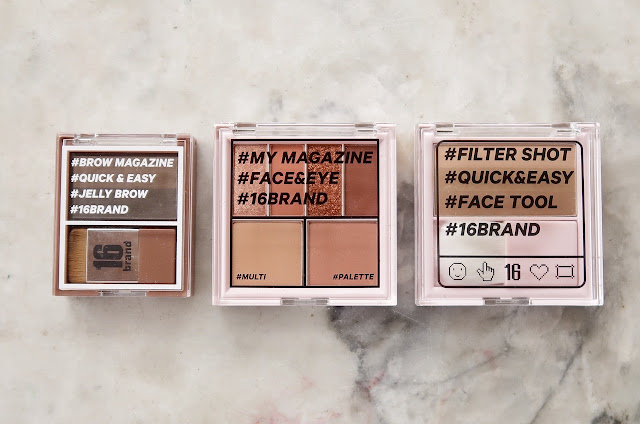 #BROW MAGAZINE
#QUICK & EASY
#JELLY BROW
#16BRAND
16
brand
#MY MAGAZINE
#FACE&EYE
#16BRAND
#MULTI
#PALETTE
#FILTER SHOT
#QUICK&EASY
#FACE TOOL
#16BRAND
16